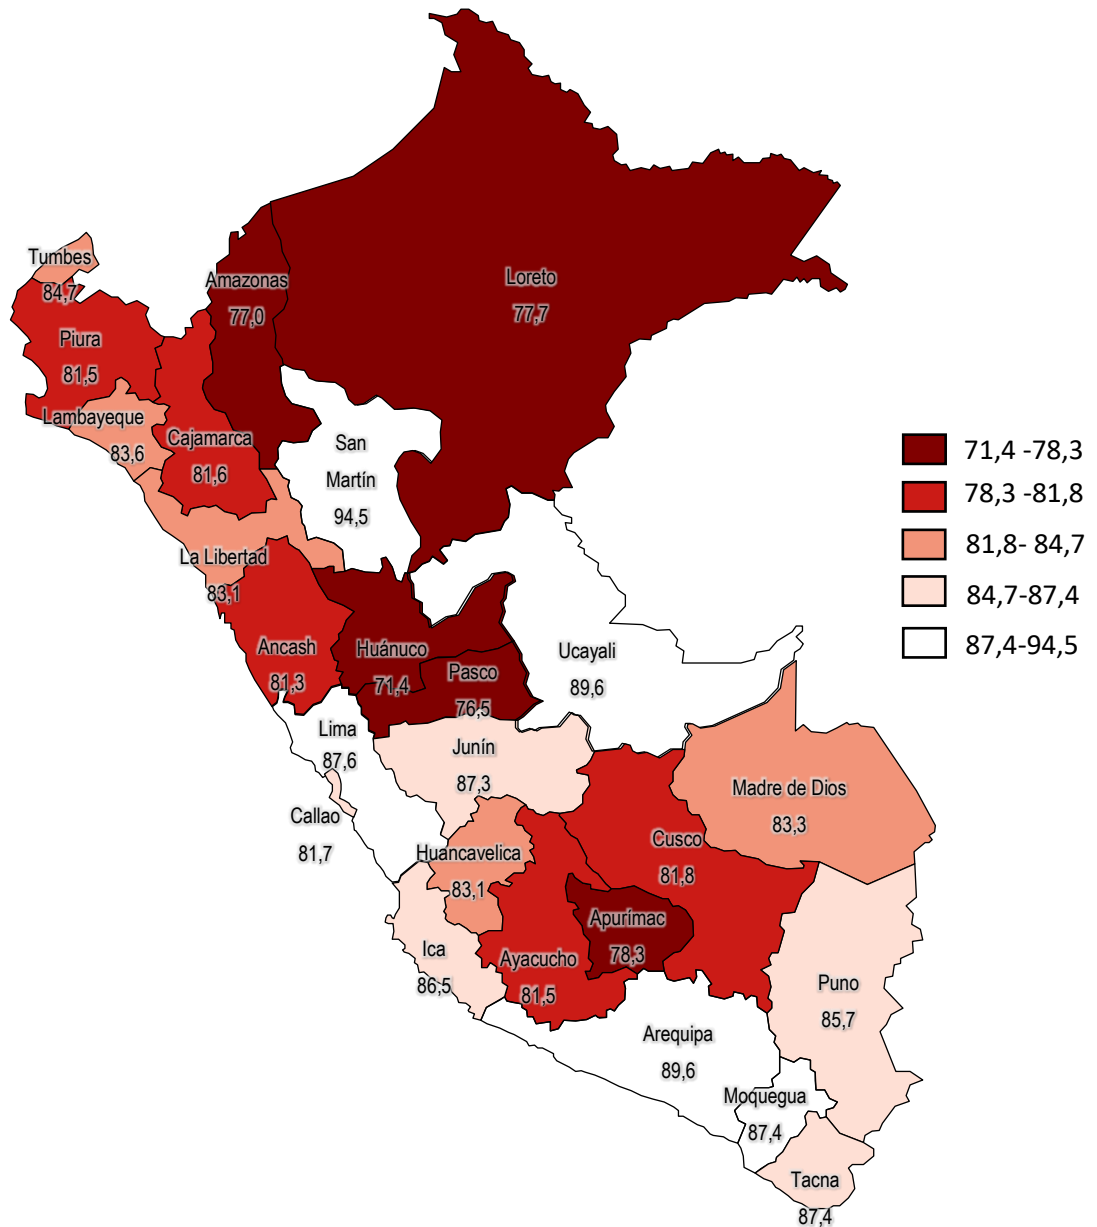 Tumbes
84,7
Piura
81,5
Lambayeque
83,6
Cajamarca
81,6
Amazonas
77,0
Loreto
77,7
San
Martín
94,5
La Libertad
83,1
Ancash
81,3
Huánuco
71,4
Pasco
76,5
Ucayali
89,6
Lima
87,6
Callao
81,7
Junín
87,3
Huancavelica
83,1
Ica
86,5
Ayacucho
81,5
Apurímac
78,3
Cusco
81,8
Madre de Dios
83,3
Puno
85,7
Arequipa
89,6
Moquegua
87,4
Tacna
87,4
71,4 -78,3
78,3 -81,8
81,8- 84,7
84,7-87,4
87,4-94,5